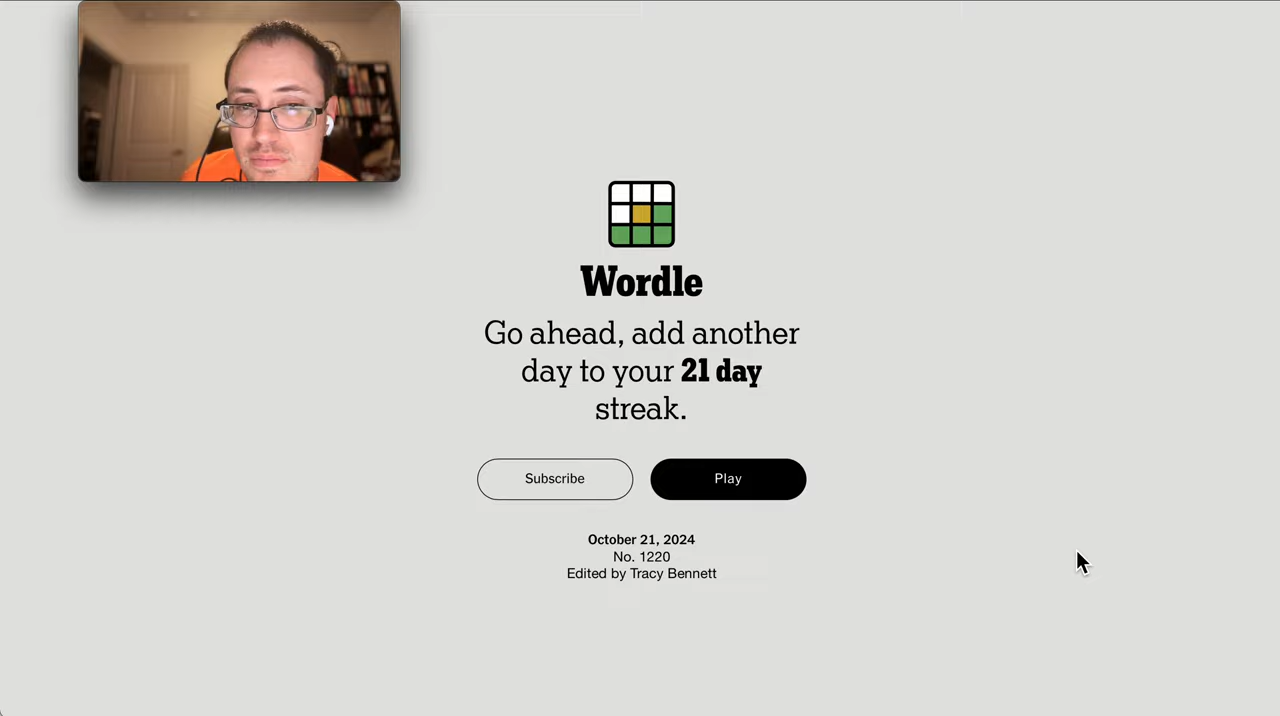 Wordle
Go ahead, add another
day to your 21 day
streak.
Subscribe
Play
October 21, 2024
No. 1220
Edited by Tracy Bennett